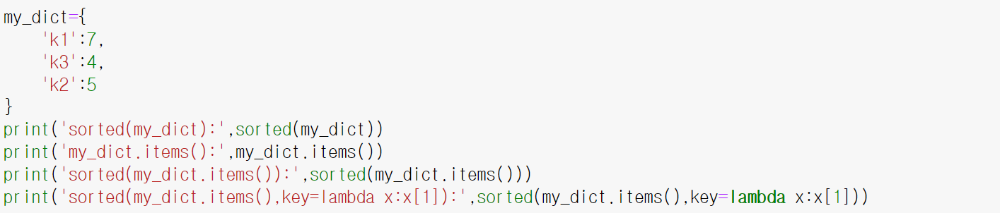 my_dict={
    'k1':7,
    'k3':4,
    'k2':5
}
print('sorted(my_dict):',sorted(my_dict))
print('my_dict.items():',my_dict.items())
print('sorted(my_dict.items()):',sorted(my_dict.items()))
print('sorted(my_dict.items(),key=lambda x:x[1]):',sorted(my_dict.items(),key=lambda x:x[1]))